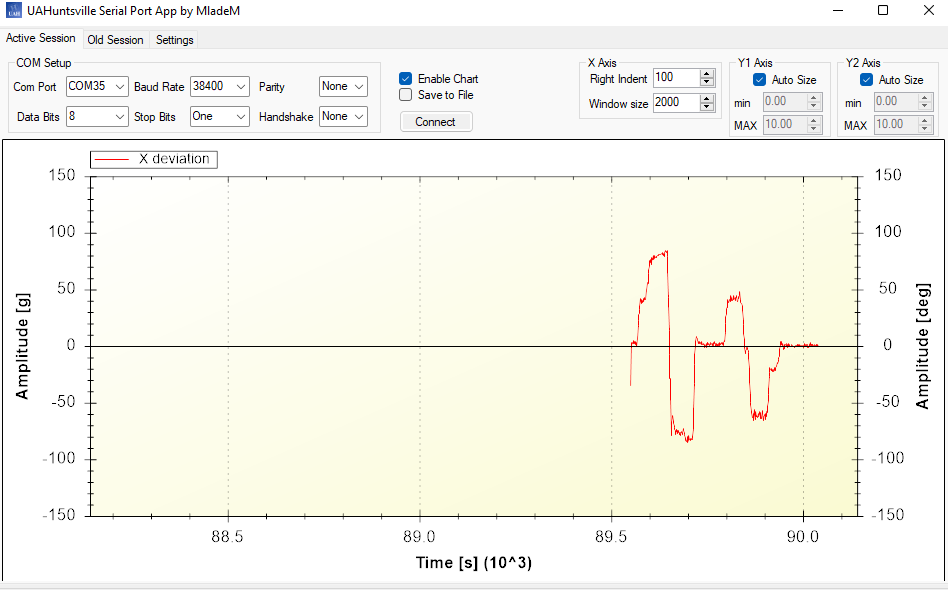 UAH UAHuntsville Serial Port App by MladeM
Active Session Old Session Settings
COM Setup
Com Port COM35 Baud Rate 38400 Parity None
Data Bits 8 Stop Bits One Handshake None
Enable Chart
Save to File
Connect
X Axis
Right Indent 100
Window size 2000
Y1 Axis
Auto Size
min 0.00
MAX 10.00
Y2 Axis
Auto Size
min 0.00
MAX 10.00
X deviation
150
100
50
0
-50
-100
-150
Amplitude [g]
150
100
50
0
-50
-100
-150
Amplitude [deg]
88.5 89.0 89.5 90.0
Time [s] (10^3)